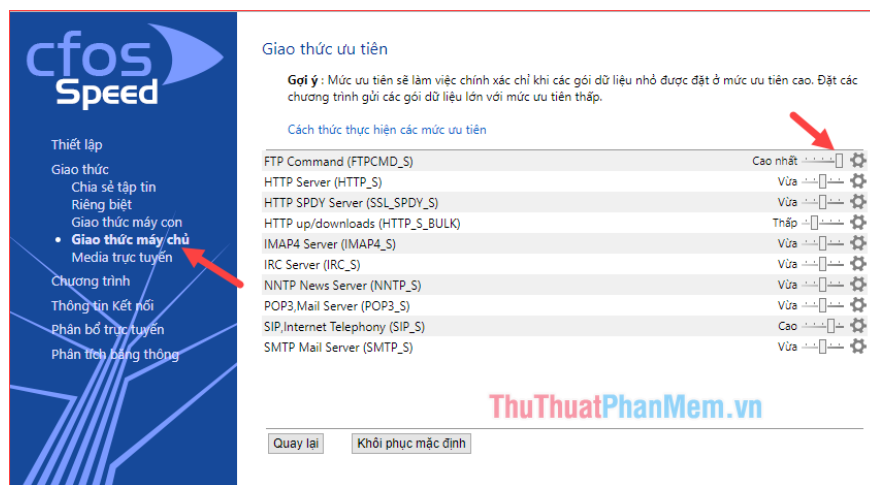 cfos
Speed
Thiết lập
Giao thức
Chia sẻ tập tin
Riêng biệt
Giao thức máy con
Giao thức máy chủ
Media trực tuyến
Chương trình
Thông tin Kết nối
Phân bổ trực tuyến
Phân tích băng thông
Giao thức ưu tiên
Gợi ý : Mức ưu tiên sẽ làm việc chính xác chỉ khi các gói dữ liệu nhỏ được đặt ở mức ưu tiên cao. Đặt các
chương trình gửi các gói dữ liệu lớn với mức ưu tiên thấp.
Cách thức thực hiện các mức ưu tiên
FTP Command (FTPCMD_S) Cao nhất
HTTP Server (HTTP_S) Vừa
HTTP SPDY Server (SSL_SPDY_S) Vừa
HTTP up/downloads (HTTP_S_BULK) Thấp
IMAP4 Server (IMAP4_S) Vừa
IRC Server (IRC_S) Vừa
NNTP News Server (NNTP_S) Vừa
POP3,Mail Server (POP3_S) Vừa
SIP,Internet Telephony (SIP_S) Cao
SMTP Mail Server (SMTP_S) Vừa
ThuThuatPhanMem.vn
Quay lại Khôi phục mặc định